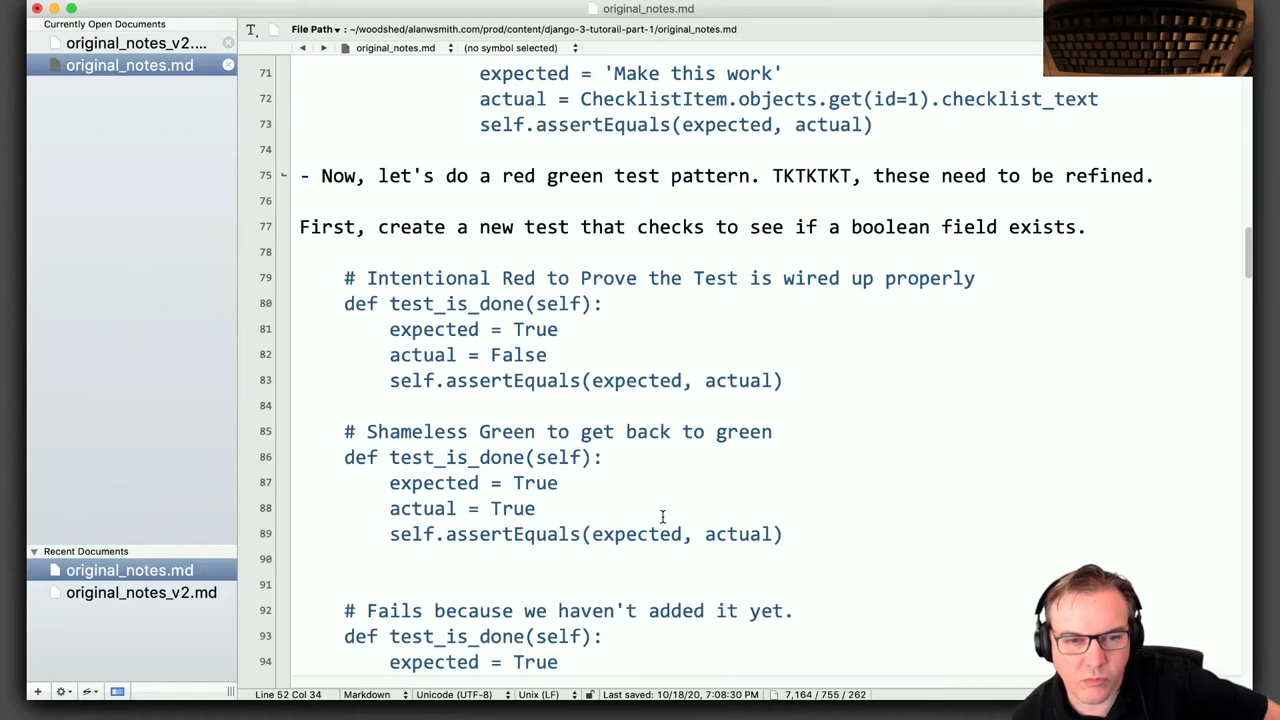 original_notes.md
Currently Open Documents
original_notes_v2....
original_notes.md
File Path ▾ : ~/woodshed/alanwsmith.com/prod/content/django-3-tutorail-part-1/original_notes.md
original_notes.md (no symbol selected)
71 expected = 'Make this work'
72 actual = ChecklistItem.objects.get(id=1).checklist_text
73 self.assertEquals(expected, actual)
74
75 - Now, let's do a red green test pattern. TKTKTKT, these need to be refined.
76
77 First, create a new test that checks to see if a boolean field exists.
78
79 # Intentional Red to Prove the Test is wired up properly
80 def test_is_done(self):
81 expected = True
82 actual = False
83 self.assertEquals(expected, actual)
84
85 # Shameless Green to get back to green
86 def test_is_done(self):
87 expected = True
88 actual = True
89 self.assertEquals(expected, actual)
90
91
92 # Fails because we haven't added it yet.
93 def test_is_done(self):
94 expected = True
Recent Documents
original_notes.md
original_notes_v2.md
Line 52 Col 34 Markdown Unicode (UTF-8) Unix (LF) Last saved: 10/18/20, 7:08:30 PM 7,164 / 755 / 262